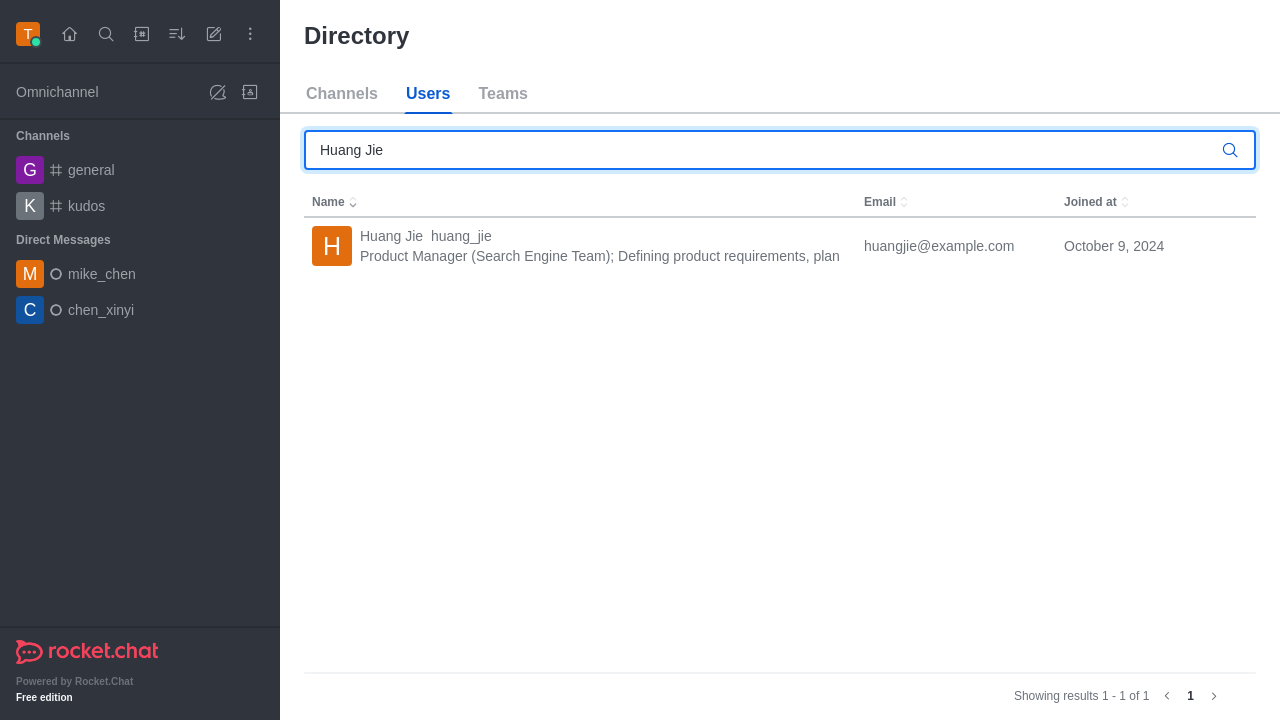 T
Directory
Omnichannel
Channels Users Teams
Channels
Huang Jie
G general
K kudos
Direct Messages
M mike_chen
C chen_xinyi
Name Email Joined at
H Huang Jie huang_jie
Product Manager (Search Engine Team); Defining product requirements, plan
huangjie@example.com
October 9, 2024
rocket.chat
Powered by Rocket.Chat
Free edition
Showing results 1 - 1 of 1 1